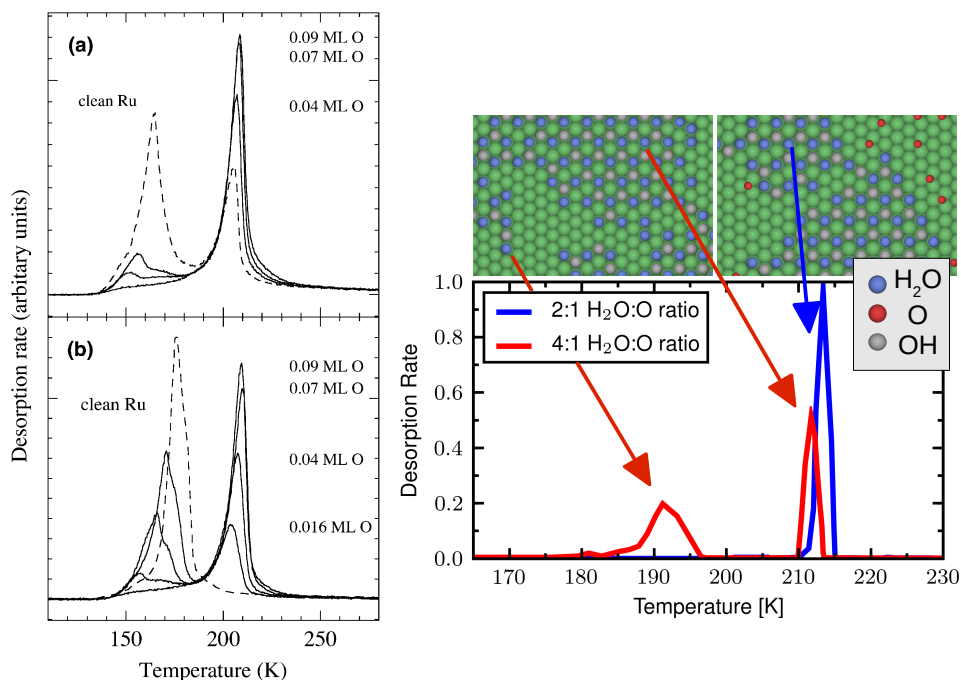 (a)
0.09 ML O
0.07 ML O
clean Ru
0.04 ML O
(b)
0.09 ML O
0.07 ML O
clean Ru
0.04 ML O
0.016 ML O
Desorption rate (arbitrary units)
150 200 250
Temperature (K)
H2O
O
OH
2:1 H2O:O ratio
4:1 H2O:O ratio
Desorption Rate
1.0
0.8
0.6
0.4
0.2
0.0
170 180 190 200 210 220 230
Temperature [K]